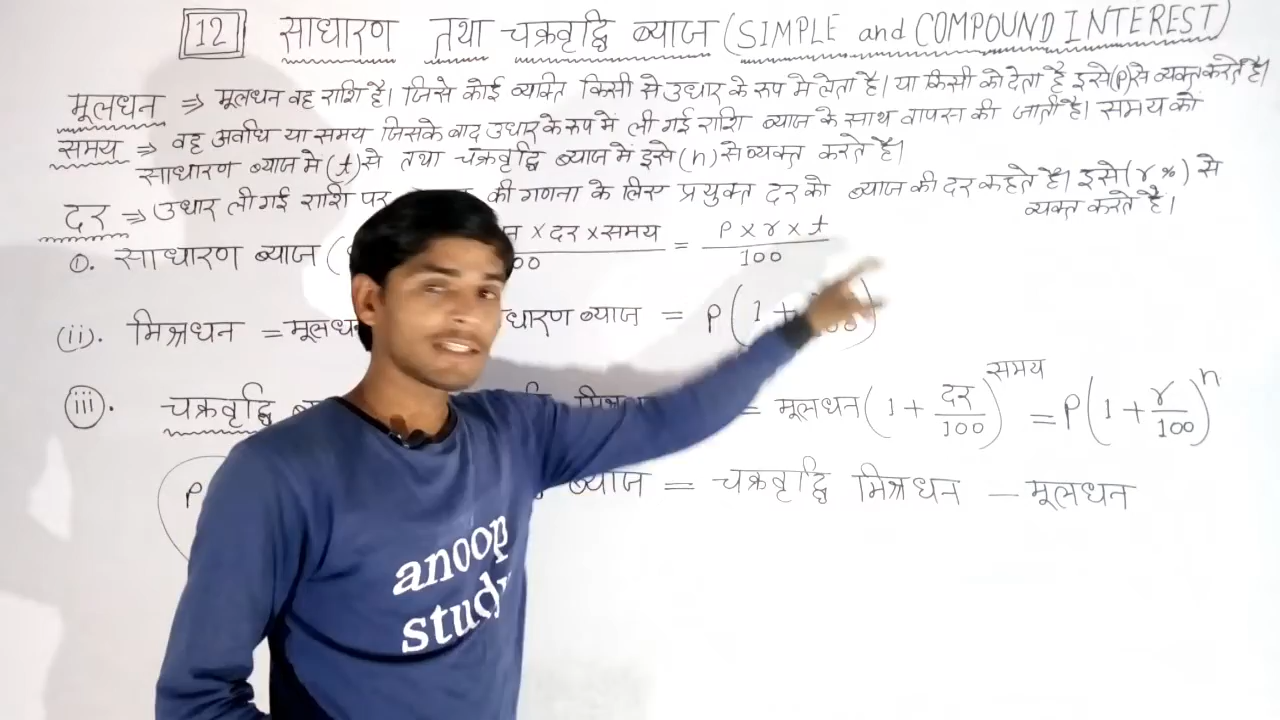 12 साधारण तथा चक्रवृद्धि ब्याज (SIMPLE and COMPOUND INTEREST)
मूलधन ⇒ मूलधन वह राशि है। जिसे कोई व्यक्ति किसी से उधार के रूप मे लेता है। या किसी को देता है इसे (P) से व्यक्त करते है।
समय ⇒ वह अवधि या समय जिसके बाद उधार के रूप मे ली गई राशि ब्याज के साथ वापस की जाती है। समय को
साधारण ब्याज मे (t) से तथा चक्रवृद्धि ब्याज में इसे (n) से व्यक्त करते है।
दर ⇒ उधार ली गई राशि पर की गणना के लिए प्रयुक्त दर को ब्याज की दर कहते है। इसे (r %) से
व्यक्त करते है।
(i). साधारण ब्याज ( × दर × समय / 100 = P × r × t / 100
(ii). मिश्रधन = मूलधन ब्याज = P(1 +
(iii). चक्रवृद्धि मिश्रधन = मूलधन (1 + दर/100)^समय = P(1 + r/100)^n
P ब्याज = चक्रवृद्धि मिश्रधन − मूलधन
anoop
study